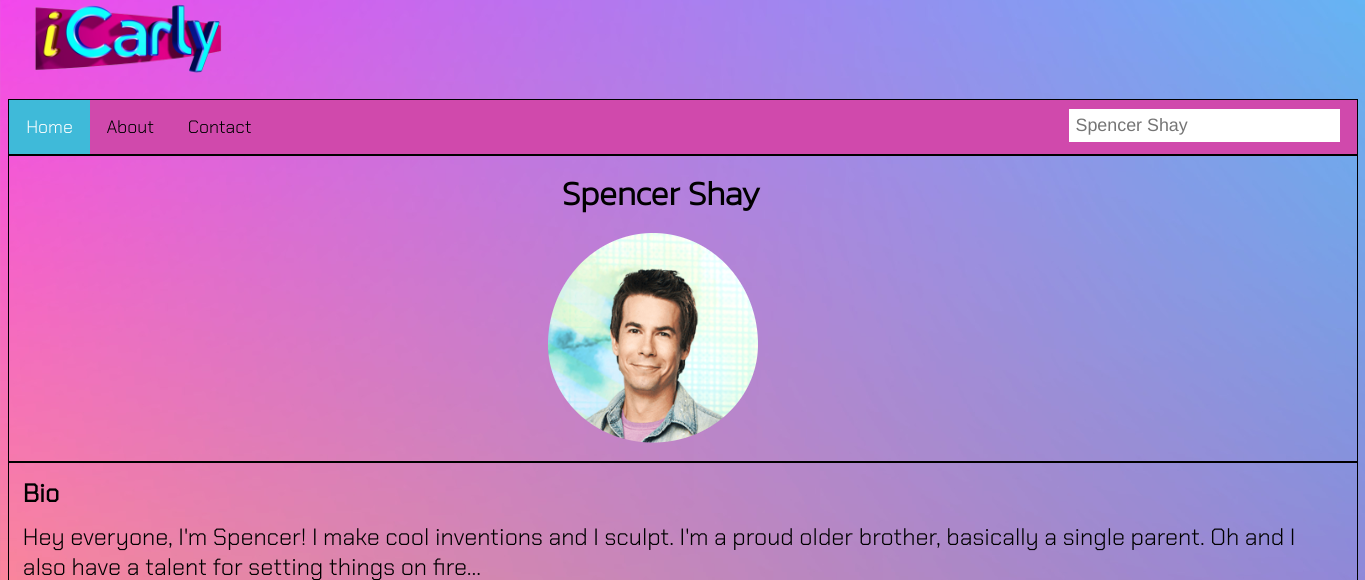 iCarly
Home About Contact Spencer Shay
Spencer Shay
Bio
Hey everyone, I'm Spencer! I make cool inventions and I sculpt. I'm a proud older brother, basically a single parent. Oh and I
also have a talent for setting things on fire...